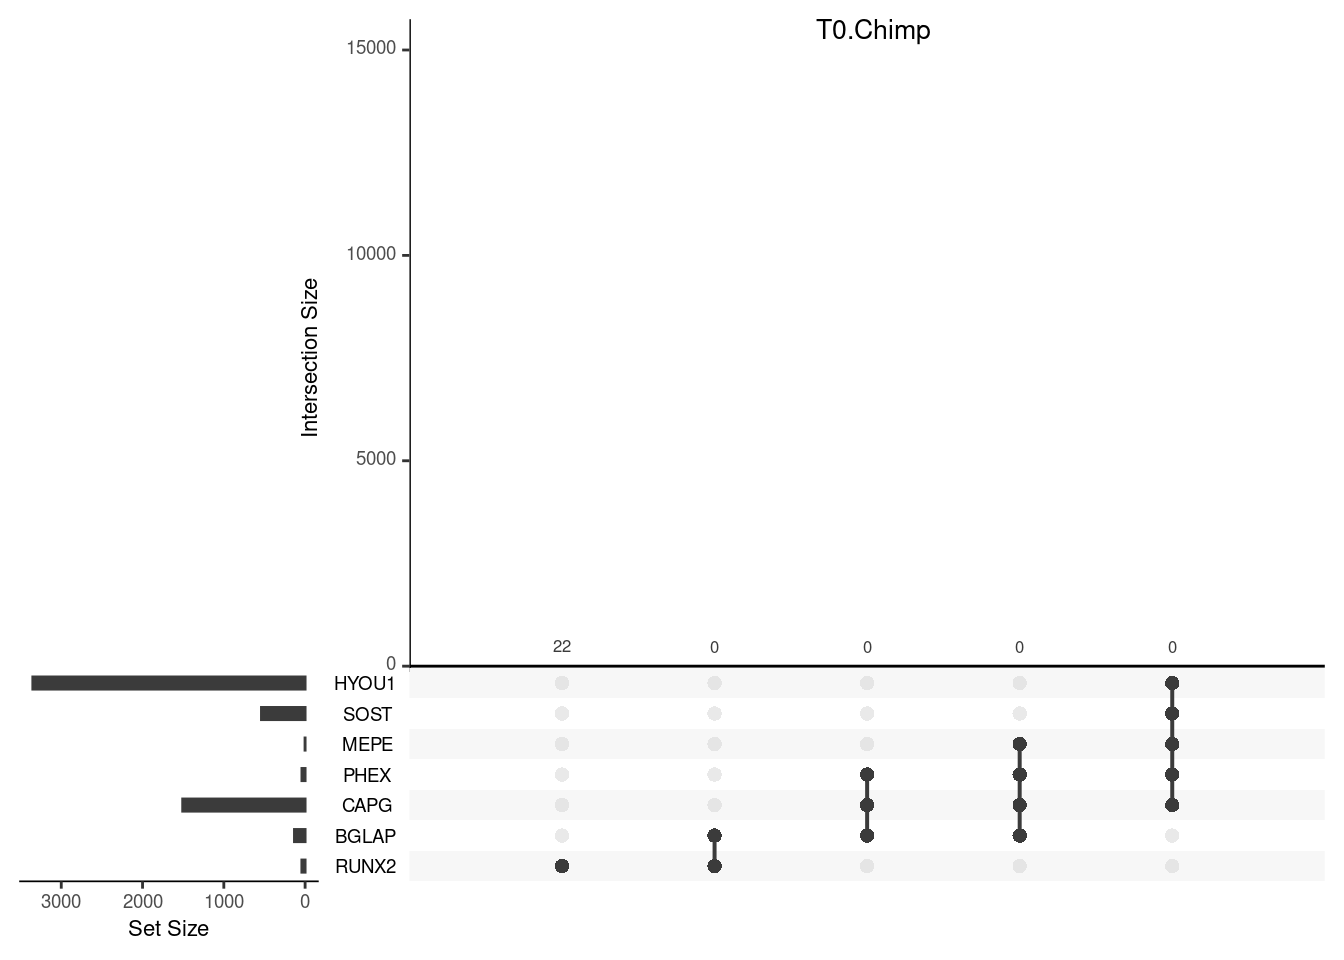 T0.Chimp
15000
10000
5000
0
Intersection Size
22 0 0 0 0
HYOU1
SOST
MEPE
PHEX
CAPG
BGLAP
RUNX2
3000 2000 1000 0
Set Size